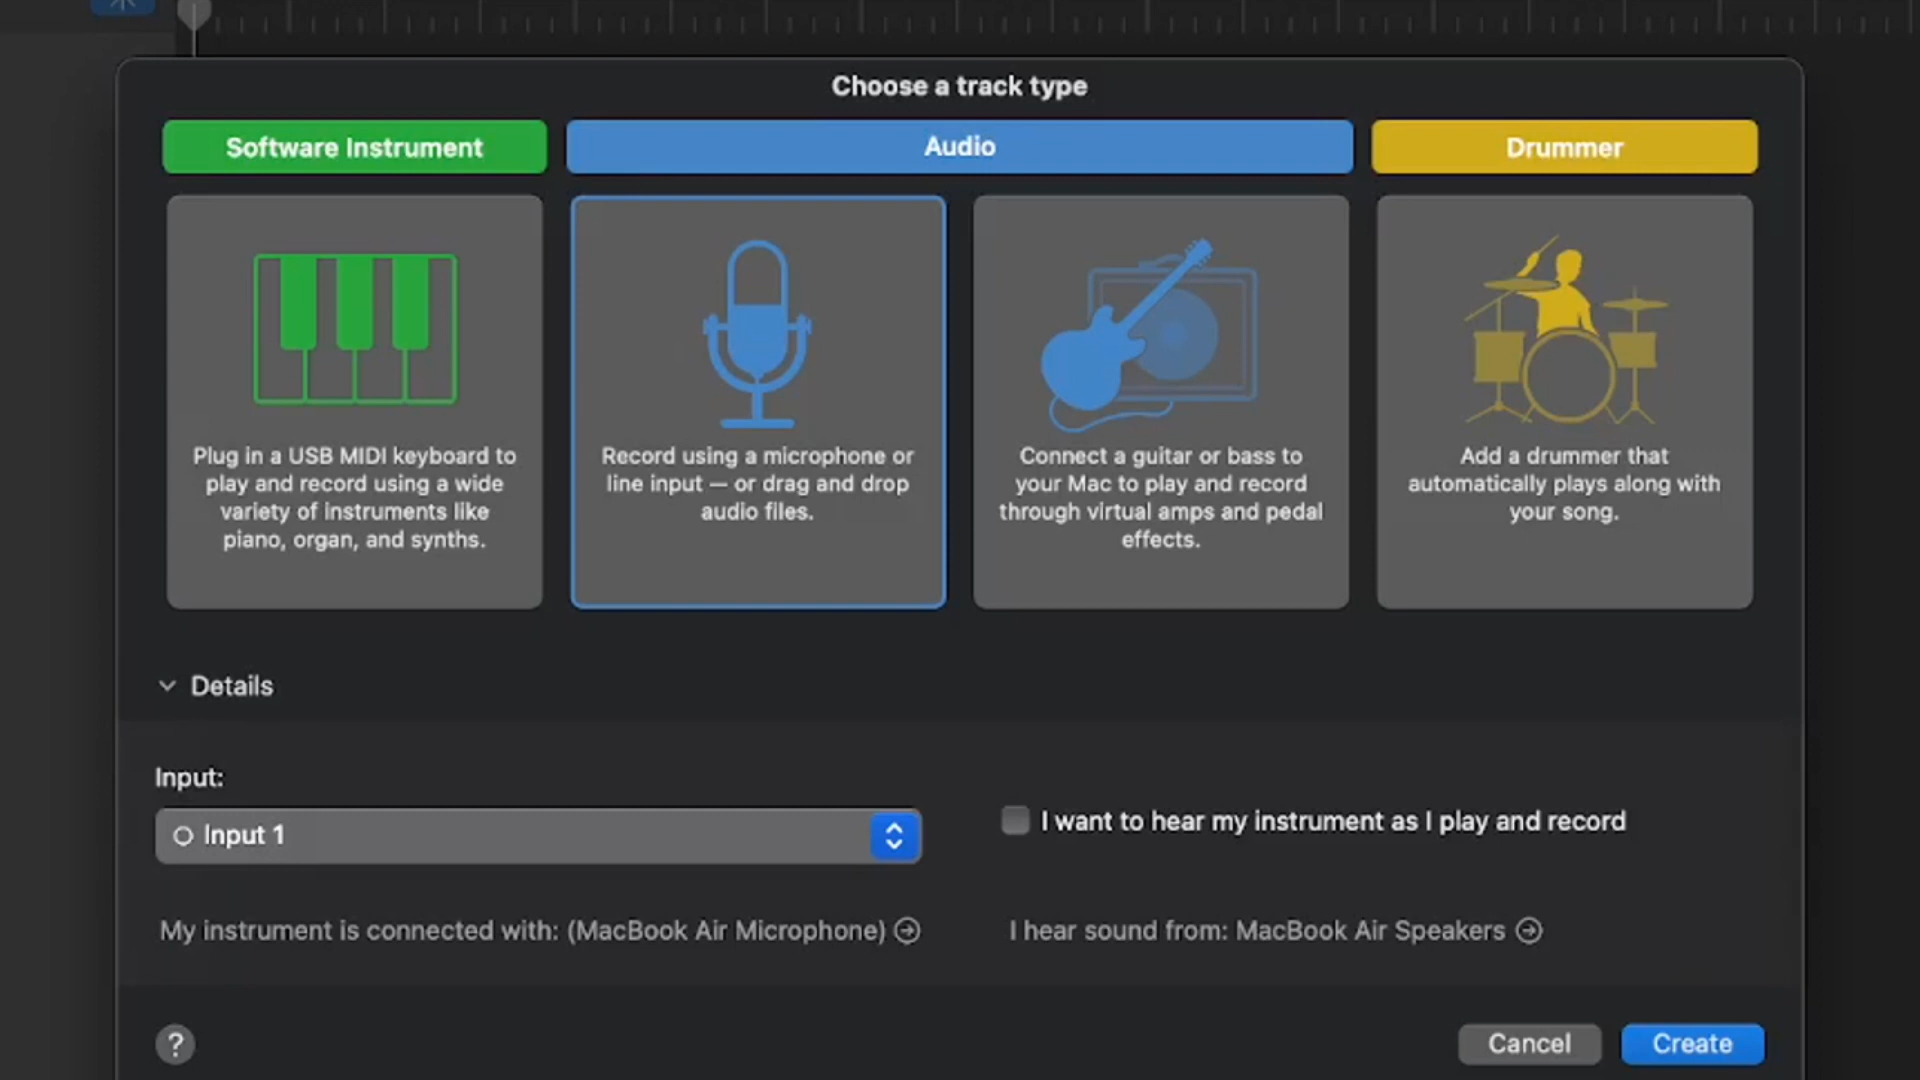 Choose a track type
Software Instrument
Audio
Drummer
Plug in a USB MIDI keyboard to
play and record using a wide
variety of instruments like
piano, organ, and synths.
Record using a microphone or
line input — or drag and drop
audio files.
Connect a guitar or bass to
your Mac to play and record
through virtual amps and pedal
effects.
Add a drummer that
automatically plays along with
your song.
Details
Input:
Input 1
I want to hear my instrument as I play and record
My instrument is connected with: (MacBook Air Microphone)
I hear sound from: MacBook Air Speakers
?
Cancel
Create